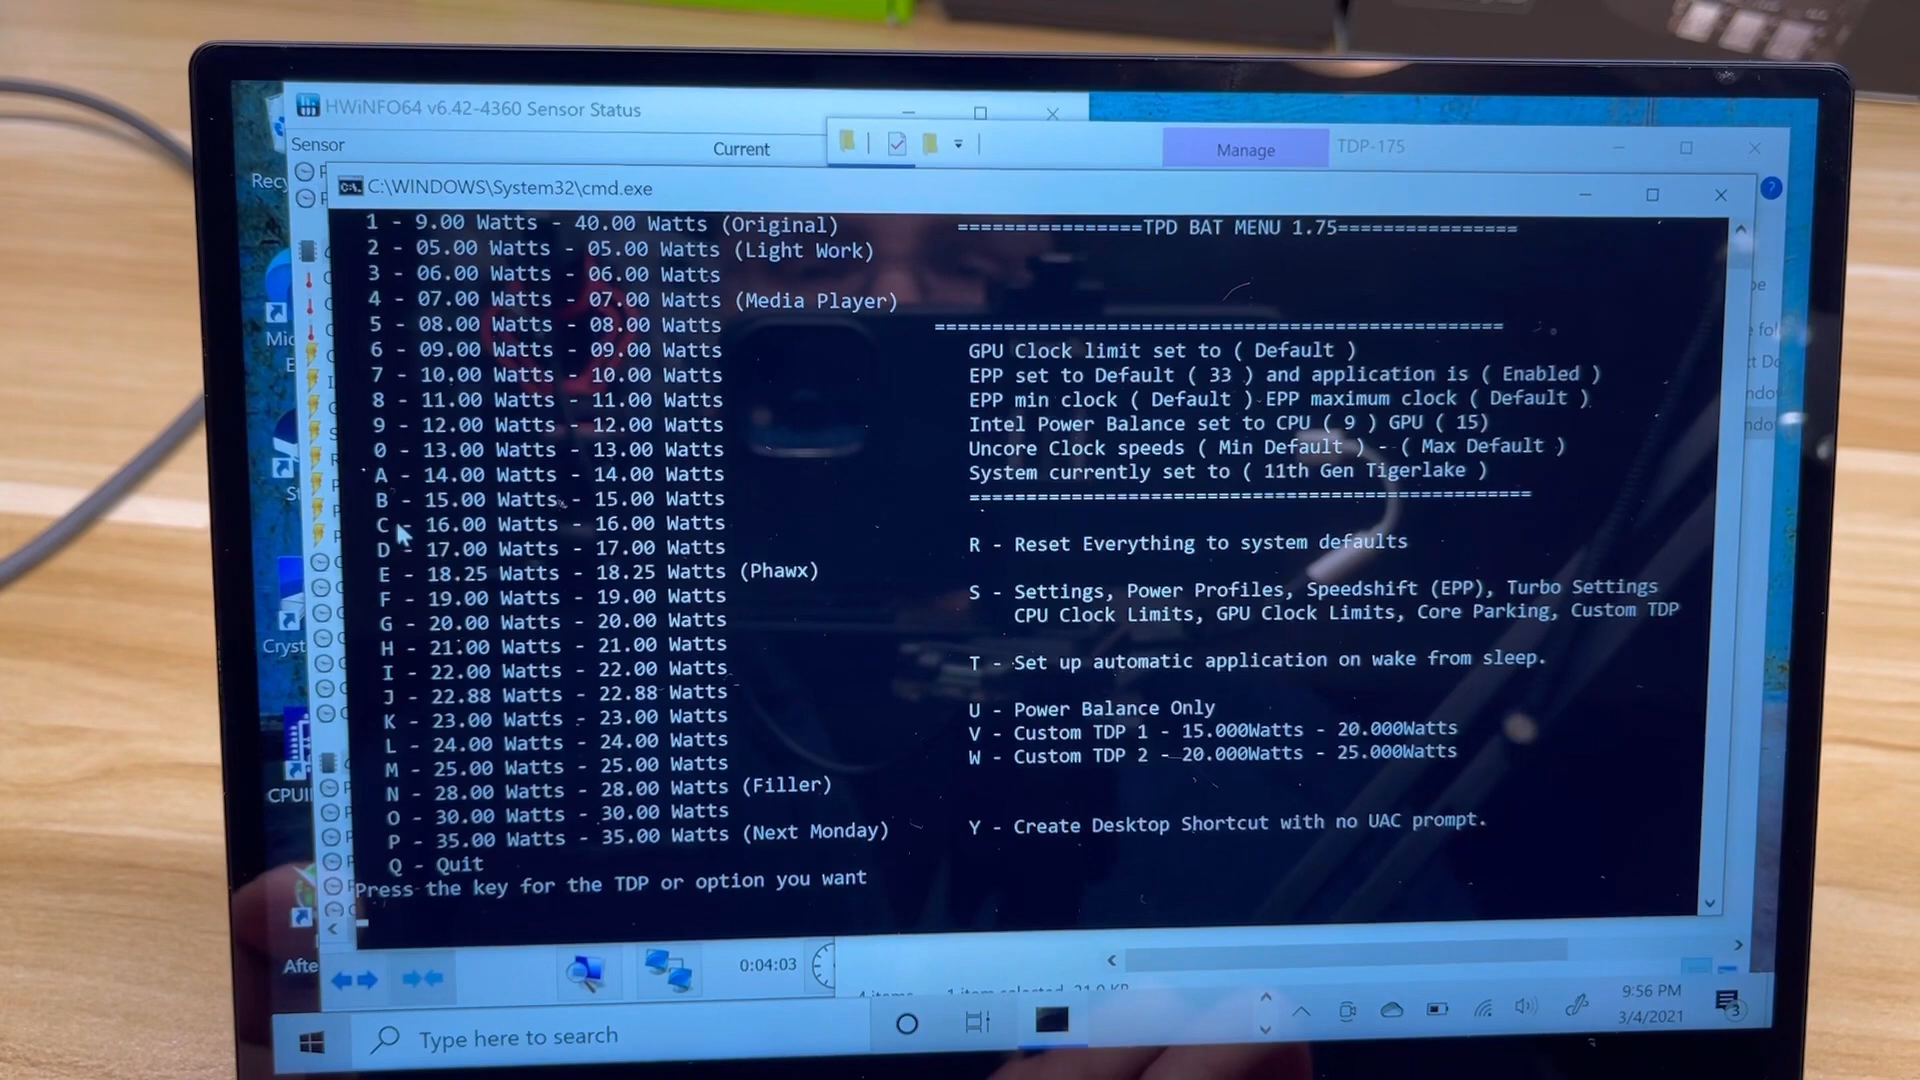 HWiNFO64 v6.42-4360 Sensor Status
Sensor
Current
Manage
TDP-175
C:\WINDOWS\System32\cmd.exe
1 - 9.00 Watts - 40.00 Watts (Original)
2 - 05.00 Watts - 05.00 Watts (Light Work)
3 - 06.00 Watts - 06.00 Watts
4 - 07.00 Watts - 07.00 Watts (Media Player)
5 - 08.00 Watts - 08.00 Watts
6 - 09.00 Watts - 09.00 Watts
7 - 10.00 Watts - 10.00 Watts
8 - 11.00 Watts - 11.00 Watts
9 - 12.00 Watts - 12.00 Watts
0 - 13.00 Watts - 13.00 Watts
A - 14.00 Watts - 14.00 Watts
B - 15.00 Watts - 15.00 Watts
C - 16.00 Watts - 16.00 Watts
D - 17.00 Watts - 17.00 Watts
E - 18.25 Watts - 18.25 Watts (Phawx)
F - 19.00 Watts - 19.00 Watts
G - 20.00 Watts - 20.00 Watts
H - 21.00 Watts - 21.00 Watts
I - 22.00 Watts - 22.00 Watts
J - 22.88 Watts - 22.88 Watts
K - 23.00 Watts - 23.00 Watts
L - 24.00 Watts - 24.00 Watts
M - 25.00 Watts - 25.00 Watts
N - 28.00 Watts - 28.00 Watts (Filler)
O - 30.00 Watts - 30.00 Watts
P - 35.00 Watts - 35.00 Watts (Next Monday)
Q - Quit
Press the key for the TDP or option you want
================TPD BAT MENU 1.75================
==================================================
GPU Clock limit set to ( Default )
EPP set to Default ( 33 ) and application is ( Enabled )
EPP min clock ( Default ) EPP maximum clock ( Default )
Intel Power Balance set to CPU ( 9 ) GPU ( 15)
Uncore Clock speeds ( Min Default ) - ( Max Default )
System currently set to ( 11th Gen Tigerlake )
==================================================
R - Reset Everything to system defaults
S - Settings, Power Profiles, Speedshift (EPP), Turbo Settings
CPU Clock Limits, GPU Clock Limits, Core Parking, Custom TDP
T - Set up automatic application on wake from sleep.
U - Power Balance Only
V - Custom TDP 1 - 15.000Watts - 20.000Watts
W - Custom TDP 2 - 20.000Watts - 25.000Watts
Y - Create Desktop Shortcut with no UAC prompt.
Recy
Mic
E
St
Cryst
CPUI
Afte
0:04:03
Type here to search
9:56 PM
3/4/2021
3